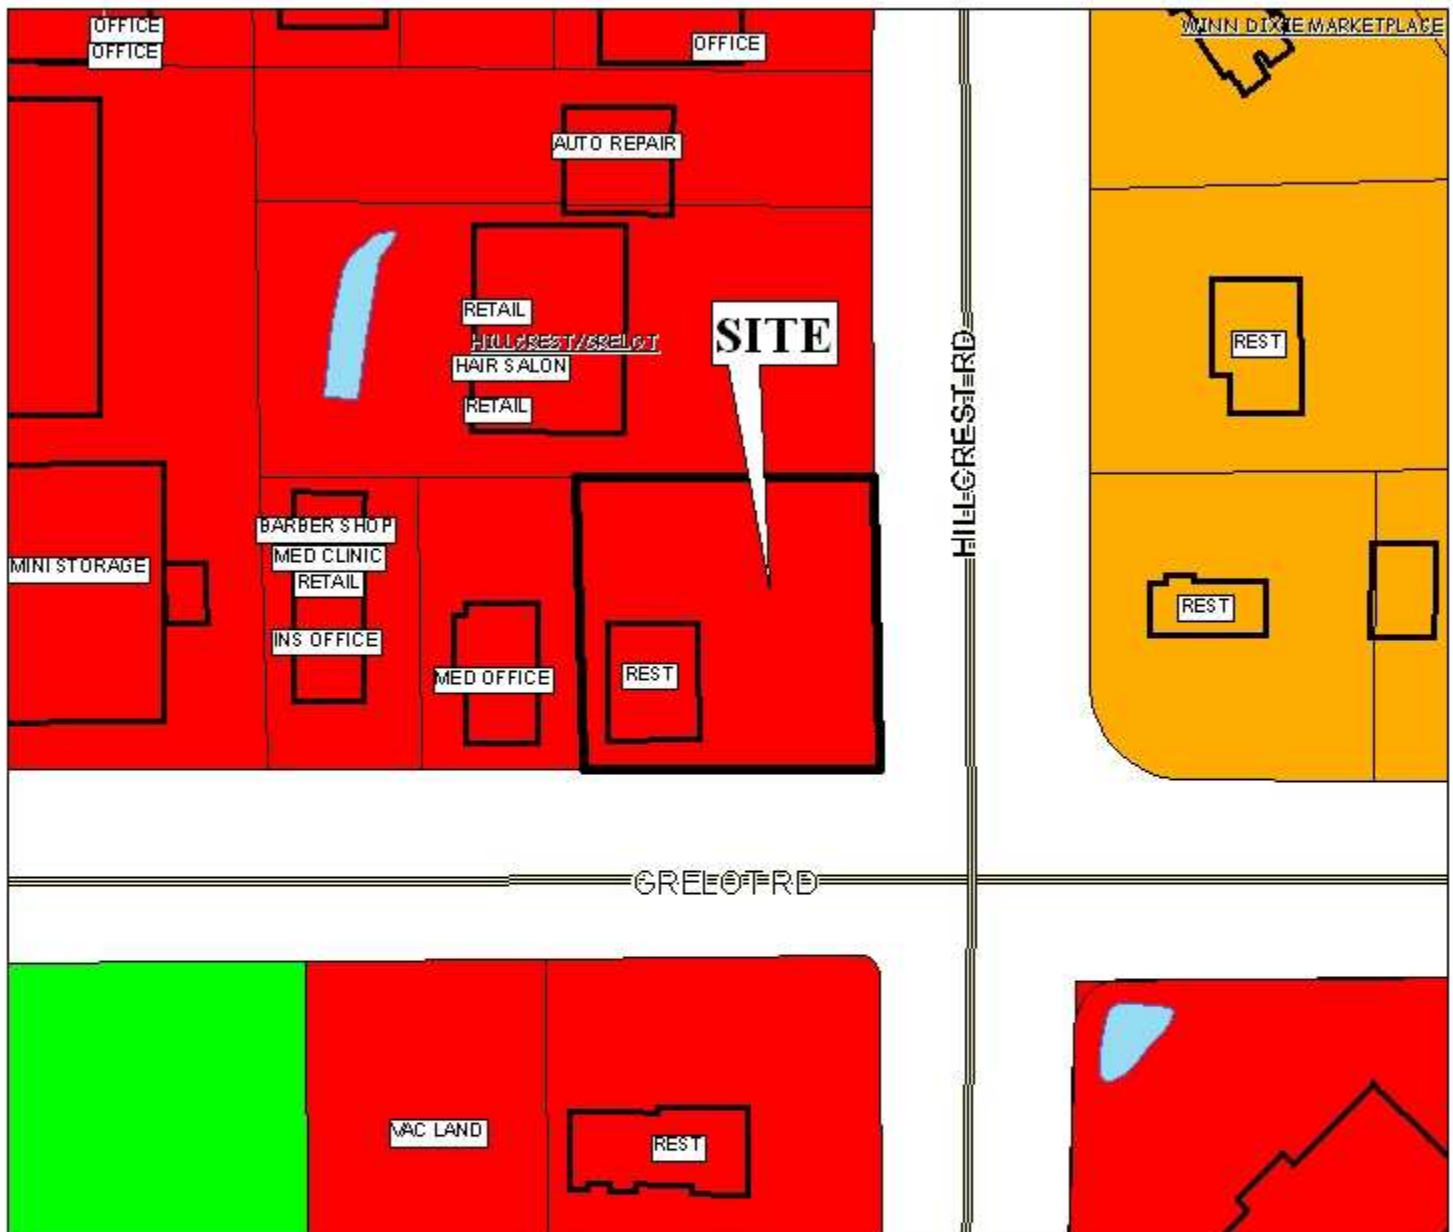 OFFICE
OFFICE
OFFICE
WINN DIXIE MARKETPLACE
AUTO REPAIR
RETAIL
HILLCREST/GRELOT
HAIR SALON
RETAIL
SITE
HILLCREST RD
REST
BARBER SHOP
MED CLINIC
RETAIL
INS OFFICE
MINI STORAGE
MED OFFICE
REST
REST
GRELOT RD
VAC LAND
REST